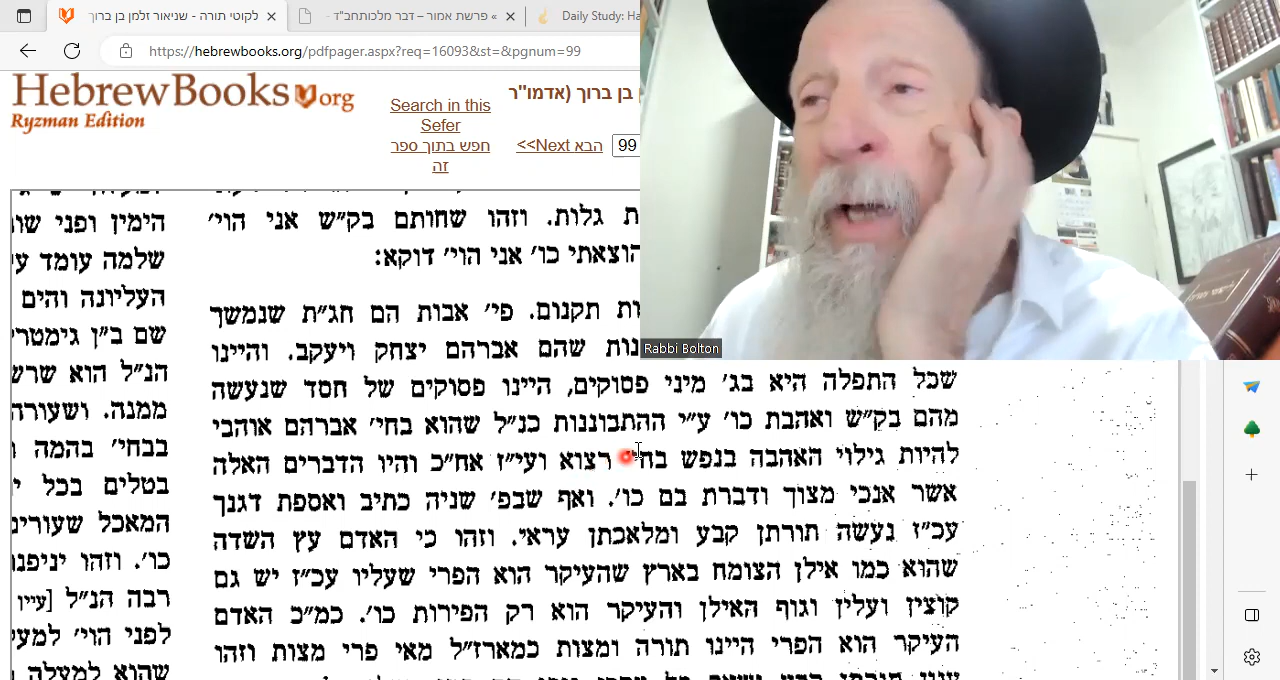 לקוטי תורה - שניאור זלמן בן ברוך
» פרשת אמור – דבר מלכותחב"ד -
Daily Study: Ha
https://hebrewbooks.org/pdfpager.aspx?req=16093&st=&pgnum=99
HebrewBooks.org
Ryzman Edition
Search in this
Sefer
חפש בתוך ספר
זה
בן ברוך (אדמו''ר
<<Next הבא
99
Rabbi Bolton
ת גלות. וזהו שחותם בק״ש אני הוי׳
הוצאתי כו׳ אני הוי׳ דוקא:
ות תקנום. פי׳ אבות הם חג״ת שנמשך
נות שהם אברהם יצחק ויעקב. והיינו
שכל התפלה היא בג׳ מיני פסוקים, היינו פסוקים של חסד שנעשה
מהם בק״ש ואהבת כו׳ ע״י ההתבוננות כנ״ל שהוא בחי׳ אברהם אוהבי
להיות גילוי האהבה בנפש בחי׳ רצוא ועי״ז אח״כ והיו הדברים האלה
אשר אנכי מצוך ודברת בם כו׳. ואף שבפ׳ שניה כתיב ואספת דגנך
עכ״ז נעשה תורתן קבע ומלאכתן עראי. וזהו כי האדם עץ השדה
שהוא כמו אילן הצומח בארץ שהעיקר הוא הפרי שעליו עכ״ז יש גם
קוצין ועלין וגוף האילן והעיקר הוא רק הפירות כו׳. כמ״כ האדם
העיקר הוא הפרי היינו תורה ומצות כמארז״ל מאי פרי מצות וזהו
הימין ופני שו
שלמה עומד ע
העליונה והים
שם ב״ן גימטרי
הנ״ל הוא שרש
ממנה. ושעורה
בבחי׳ בהמה
בטלים בכל י
המאכל שעורים
כו׳. וזהו יניפנו
רבה הנ״ל [עייו
לפני הוי׳ למע
שהוא למעלה